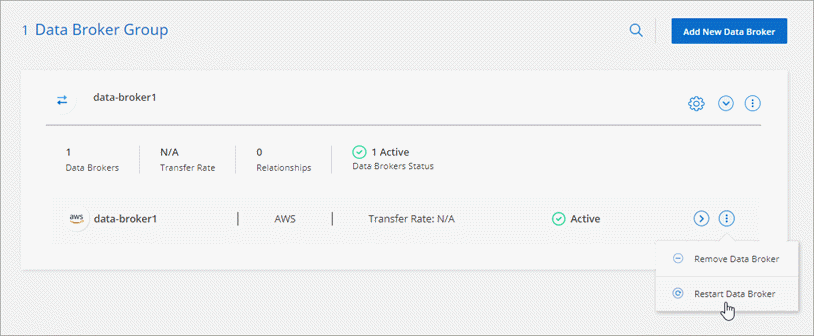 1 Data Broker Group
Add New Data Broker
data-broker1
1
Data Brokers
N/A
Transfer Rate
0
Relationships
1 Active
Data Brokers Status
aws
data-broker1
AWS
Transfer Rate: N/A
Active
Remove Data Broker
Restart Data Broker